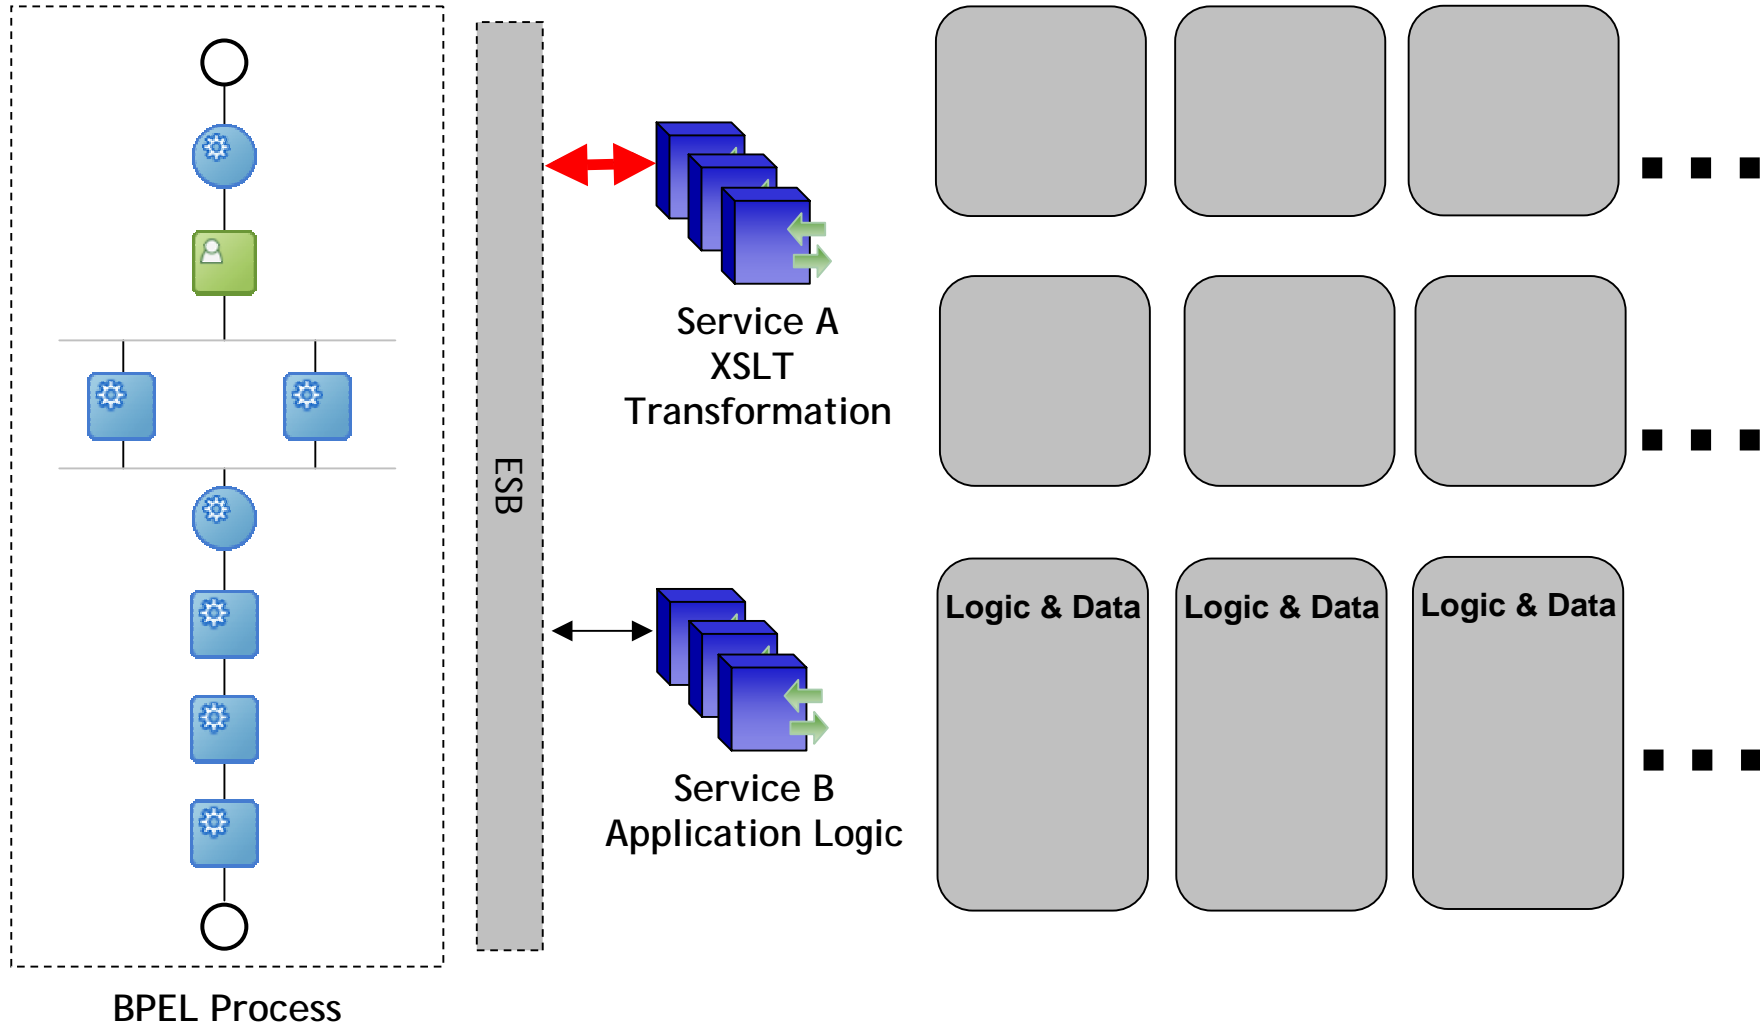 Service A
XSLT
Transformation
ESB
Logic & Data
Logic & Data
Logic & Data
Service B
Application Logic
BPEL Process